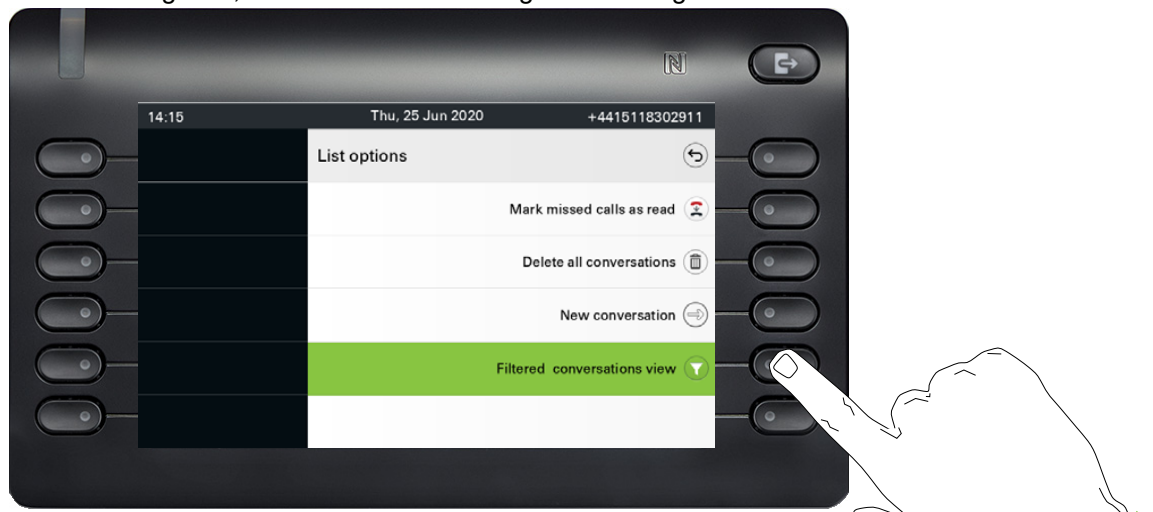 14:15 Thu, 25 Jun 2020 +4415118302911
List options
Mark missed calls as read
Delete all conversations
New conversation
Filtered conversations view